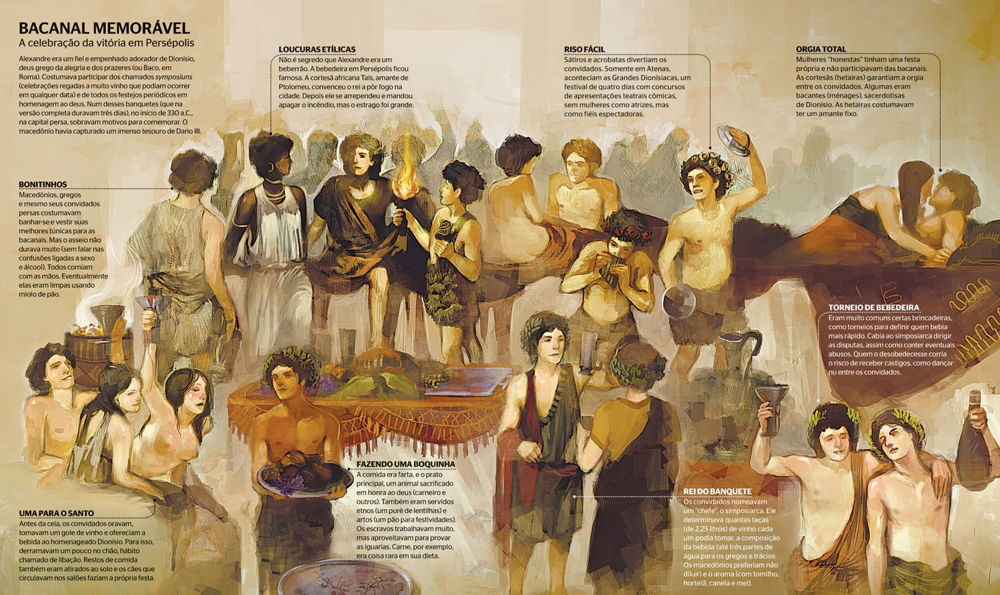 BACANAL MEMORÁVEL
A celebração da vitória em Persépolis
Alexandre era um fiel e empenhado adorador de Dionísio,
deus grego da alegria e dos prazeres (ou Baco, em
Roma). Costumava participar dos chamados symposiuns
(celebrações regadas a muito vinho que podiam ocorrer
em qualquer data) e de todos os festejos periódicos em
homenagem ao deus. Num desses banquetes (que na
versão completa duravam três dias), no início de 330 a.C.,
na capital persa, sobravam motivos para comemorar. O
macedônio havia capturado um imenso tesouro de Dario III.
LOUCURAS ETÍLICAS
Não é segredo que Alexandre era um
beberrão. A bebedeira em Persépolis ficou
famosa. A cortesã africana Taís, amante de
Ptolomeu, convenceu o rei a pôr fogo na
cidade. Depois ele se arrependeu e mandou
apagar o incêndio, mas o estrago foi grande.
RISO FÁCIL
Sátiros e acrobatas divertiam os
convidados. Somente em Atenas,
aconteciam as Grandes Dionísiacas, um
festival de quatro dias com concursos
de apresentações teatrais cômicas,
sem mulheres como atrizes, mas
como fiéis espectadoras.
ORGIA TOTAL
Mulheres "honestas" tinham uma festa
própria e não participavam das bacanais.
As cortesãs (hetairas) garantiam a orgia
entre os convidados. Algumas eram
bacantes (ménages), sacerdotisas
de Dionísio. As hetairas costumavam
ter um amante fixo.
BONITINHOS
Macedônios, gregos
e mesmo seus convidados
persas costumavam
banhar-se e vestir suas
melhores túnicas para as
bacanais. Mas o asseio não
durava muito (sem falar nas
confusões ligadas a sexo
e álcool). Todos comiam
com as mãos. Eventualmente
elas eram limpas usando
miolo de pão.
TORNEIO DE BEBEDEIRA
Eram muito comuns certas brincadeiras,
como torneios para definir quem bebia
mais rápido. Cabia ao simposiarca dirigir
as disputas, assim como conter eventuais
abusos. Quem o desobedecesse corria
o risco de receber castigos, como dançar
nu entre os convidados.
FAZENDO UMA BOQUINHA
A comida era farta, e o prato
principal, um animal sacrificado
em honra ao deus (carneiro e
outros). Também eram servidos
etnos (um purê de lentilhas) e
artos (um pão para festividades).
Os escravos trabalhavam muito,
mas aproveitavam para provar
as iguarias. Carne, por exemplo,
era coisa rara em sua dieta.
REI DO BANQUETE
Os convidados nomeavam
um "chefe", o simposiarca. Ele
determinava quantas taças
(de 2,25 litros) de vinho cada
um podia tomar, a composição
da bebida (até três partes de
água para os gregos e trácios.
Os macedônios preferiam não
diluir) e o aroma (com tomilho,
hortelã, canela e mel).
UMA PARA O SANTO
Antes da ceia, os convidados oravam,
tomavam um gole de vinho e ofereciam a
bebida ao homenageado Dionísio. Para isso,
derramavam um pouco no chão, hábito
chamado de libação. Restos de comida
também eram atirados ao solo e os cães que
circulavam nos salões faziam a própria festa.